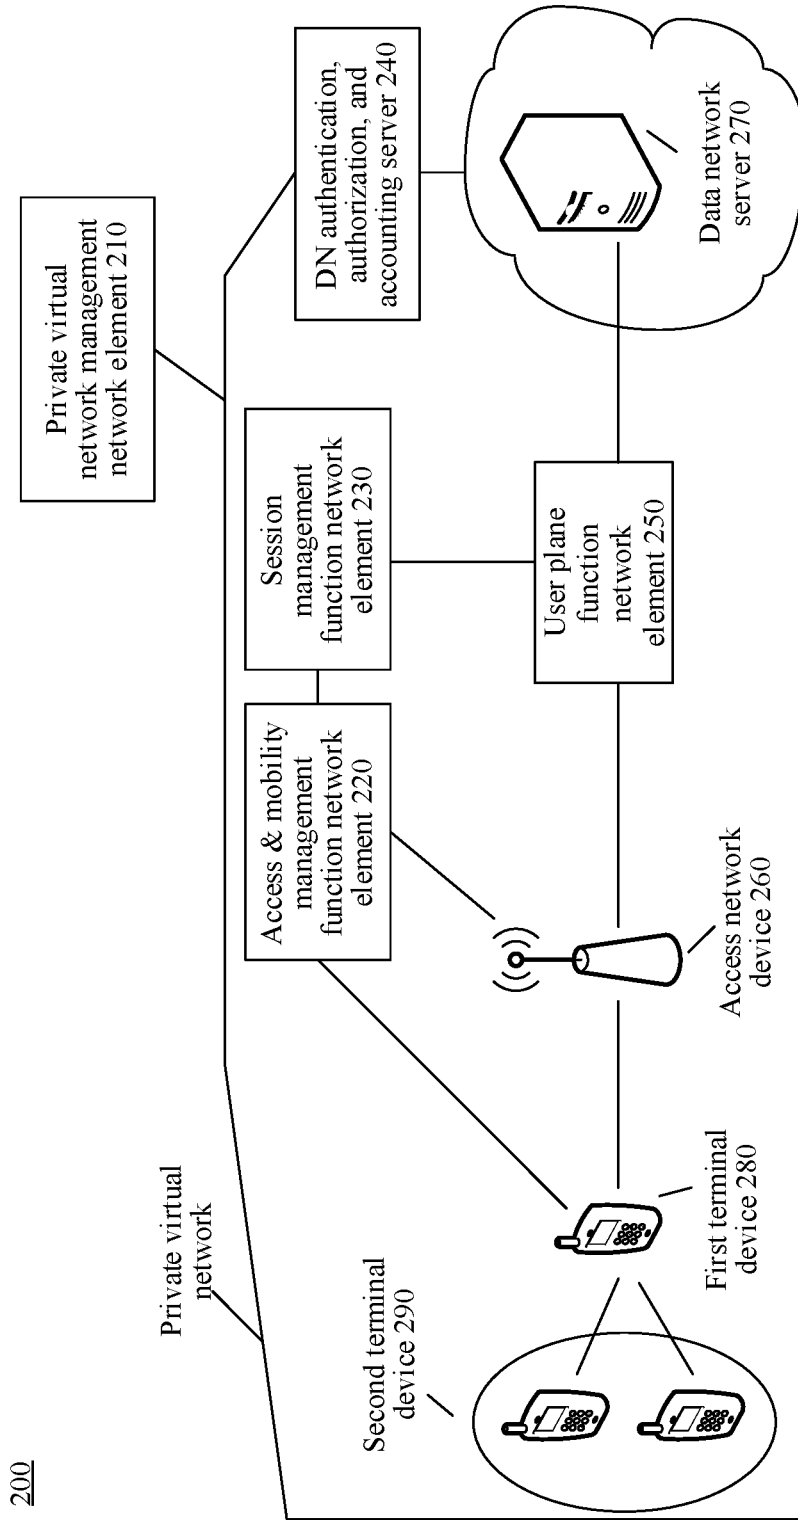 200
Private virtual
network management
network element 210
Private virtual
network
DN authentication,
authorization, and
accounting server 240
Session
management
function network
element 230
Access & mobility
management
function network
element 220
Second terminal
device 290
User plane
function
network
element 250
Data network
server 270
Access network
device 260
First terminal
device 280